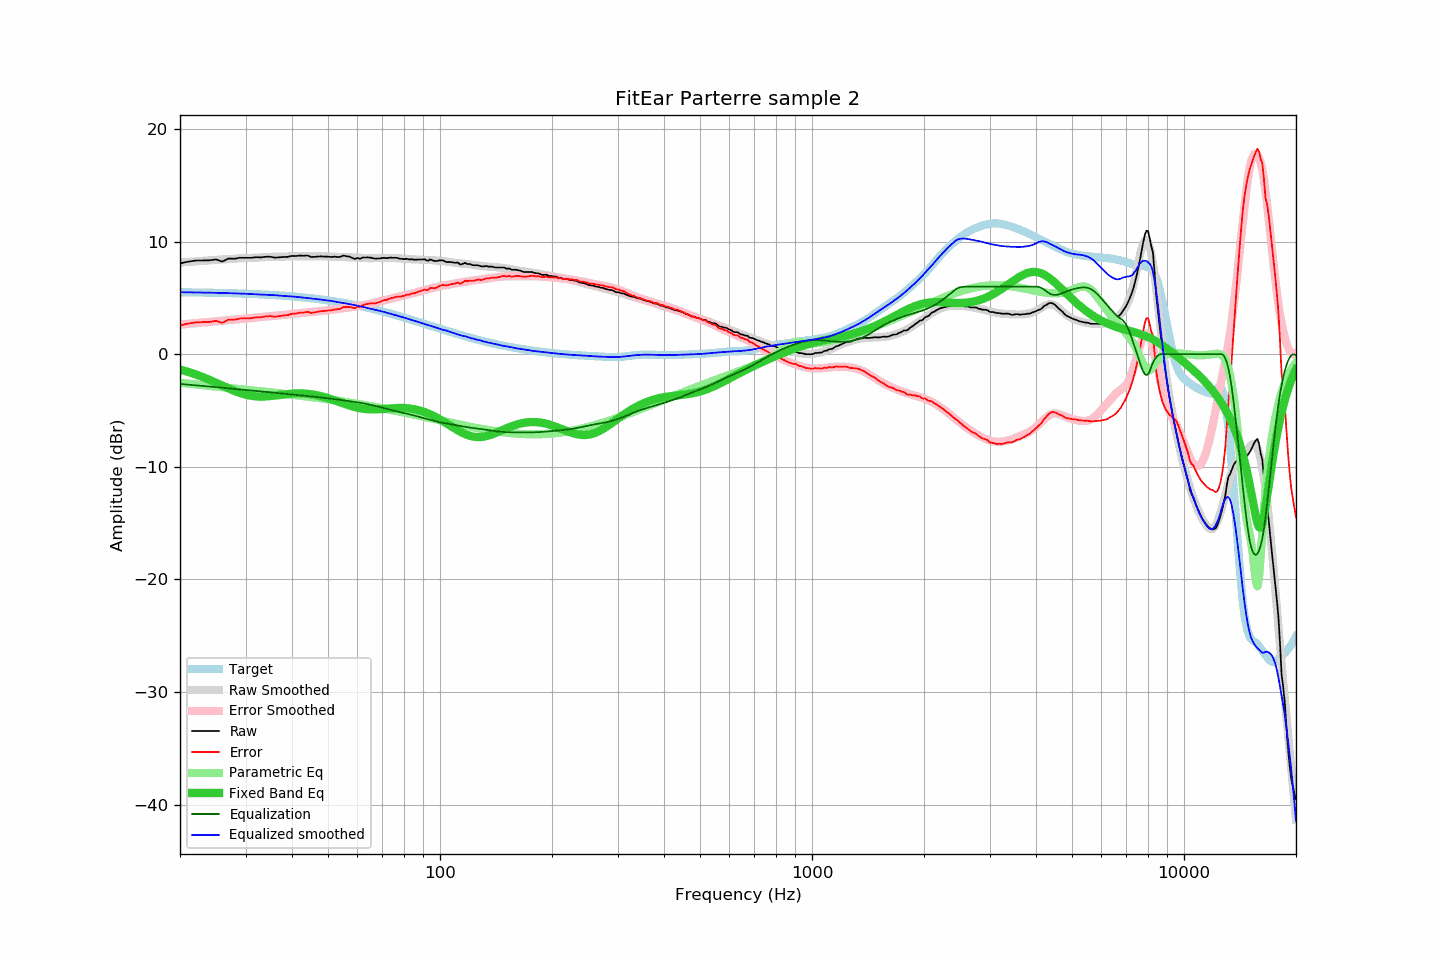 FitEar Parterre sample 2
20
10
0
−10
−20
−30
−40
Amplitude (dBr)
Target
Raw Smoothed
Error Smoothed
Raw
Error
Parametric Eq
Fixed Band Eq
Equalization
Equalized smoothed
100
1000
10000
Frequency (Hz)